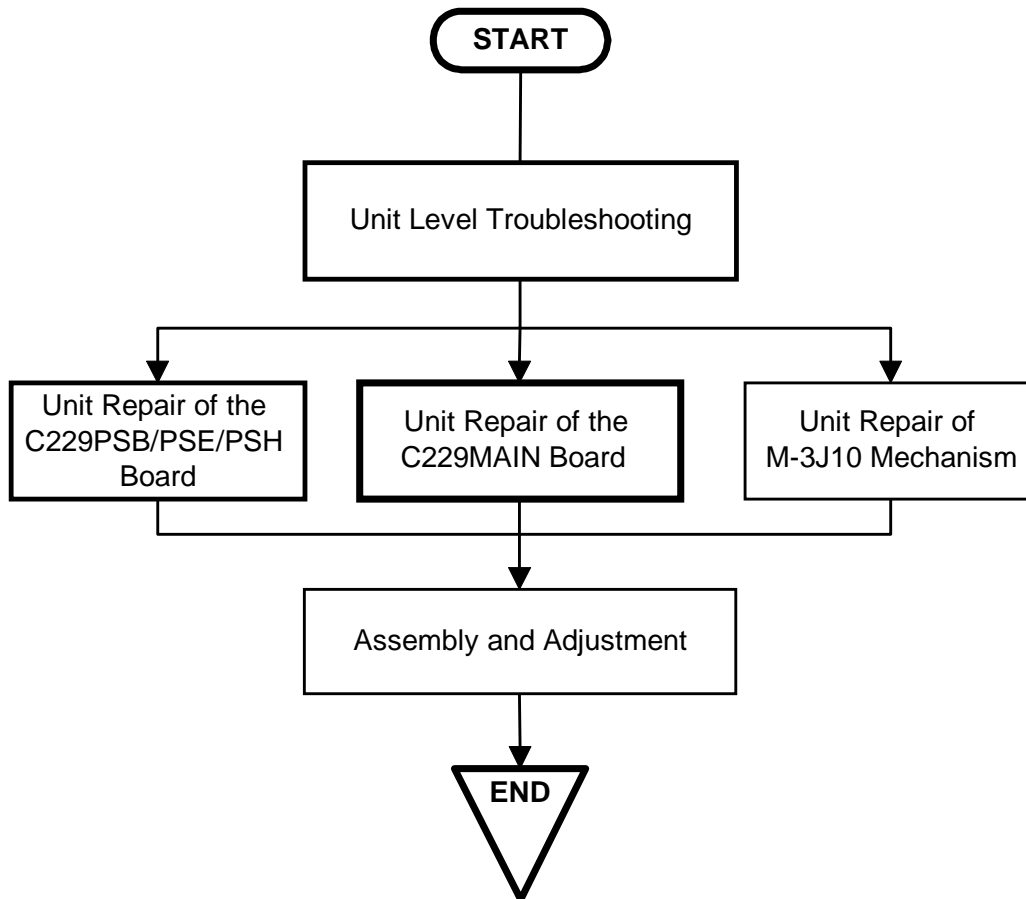 START
Unit Level Troubleshooting
Unit Repair of the
C229PSB/PSE/PSH
Board
Unit Repair of the
C229MAIN Board
Unit Repair of
M-3J10 Mechanism
Assembly and Adjustment
END